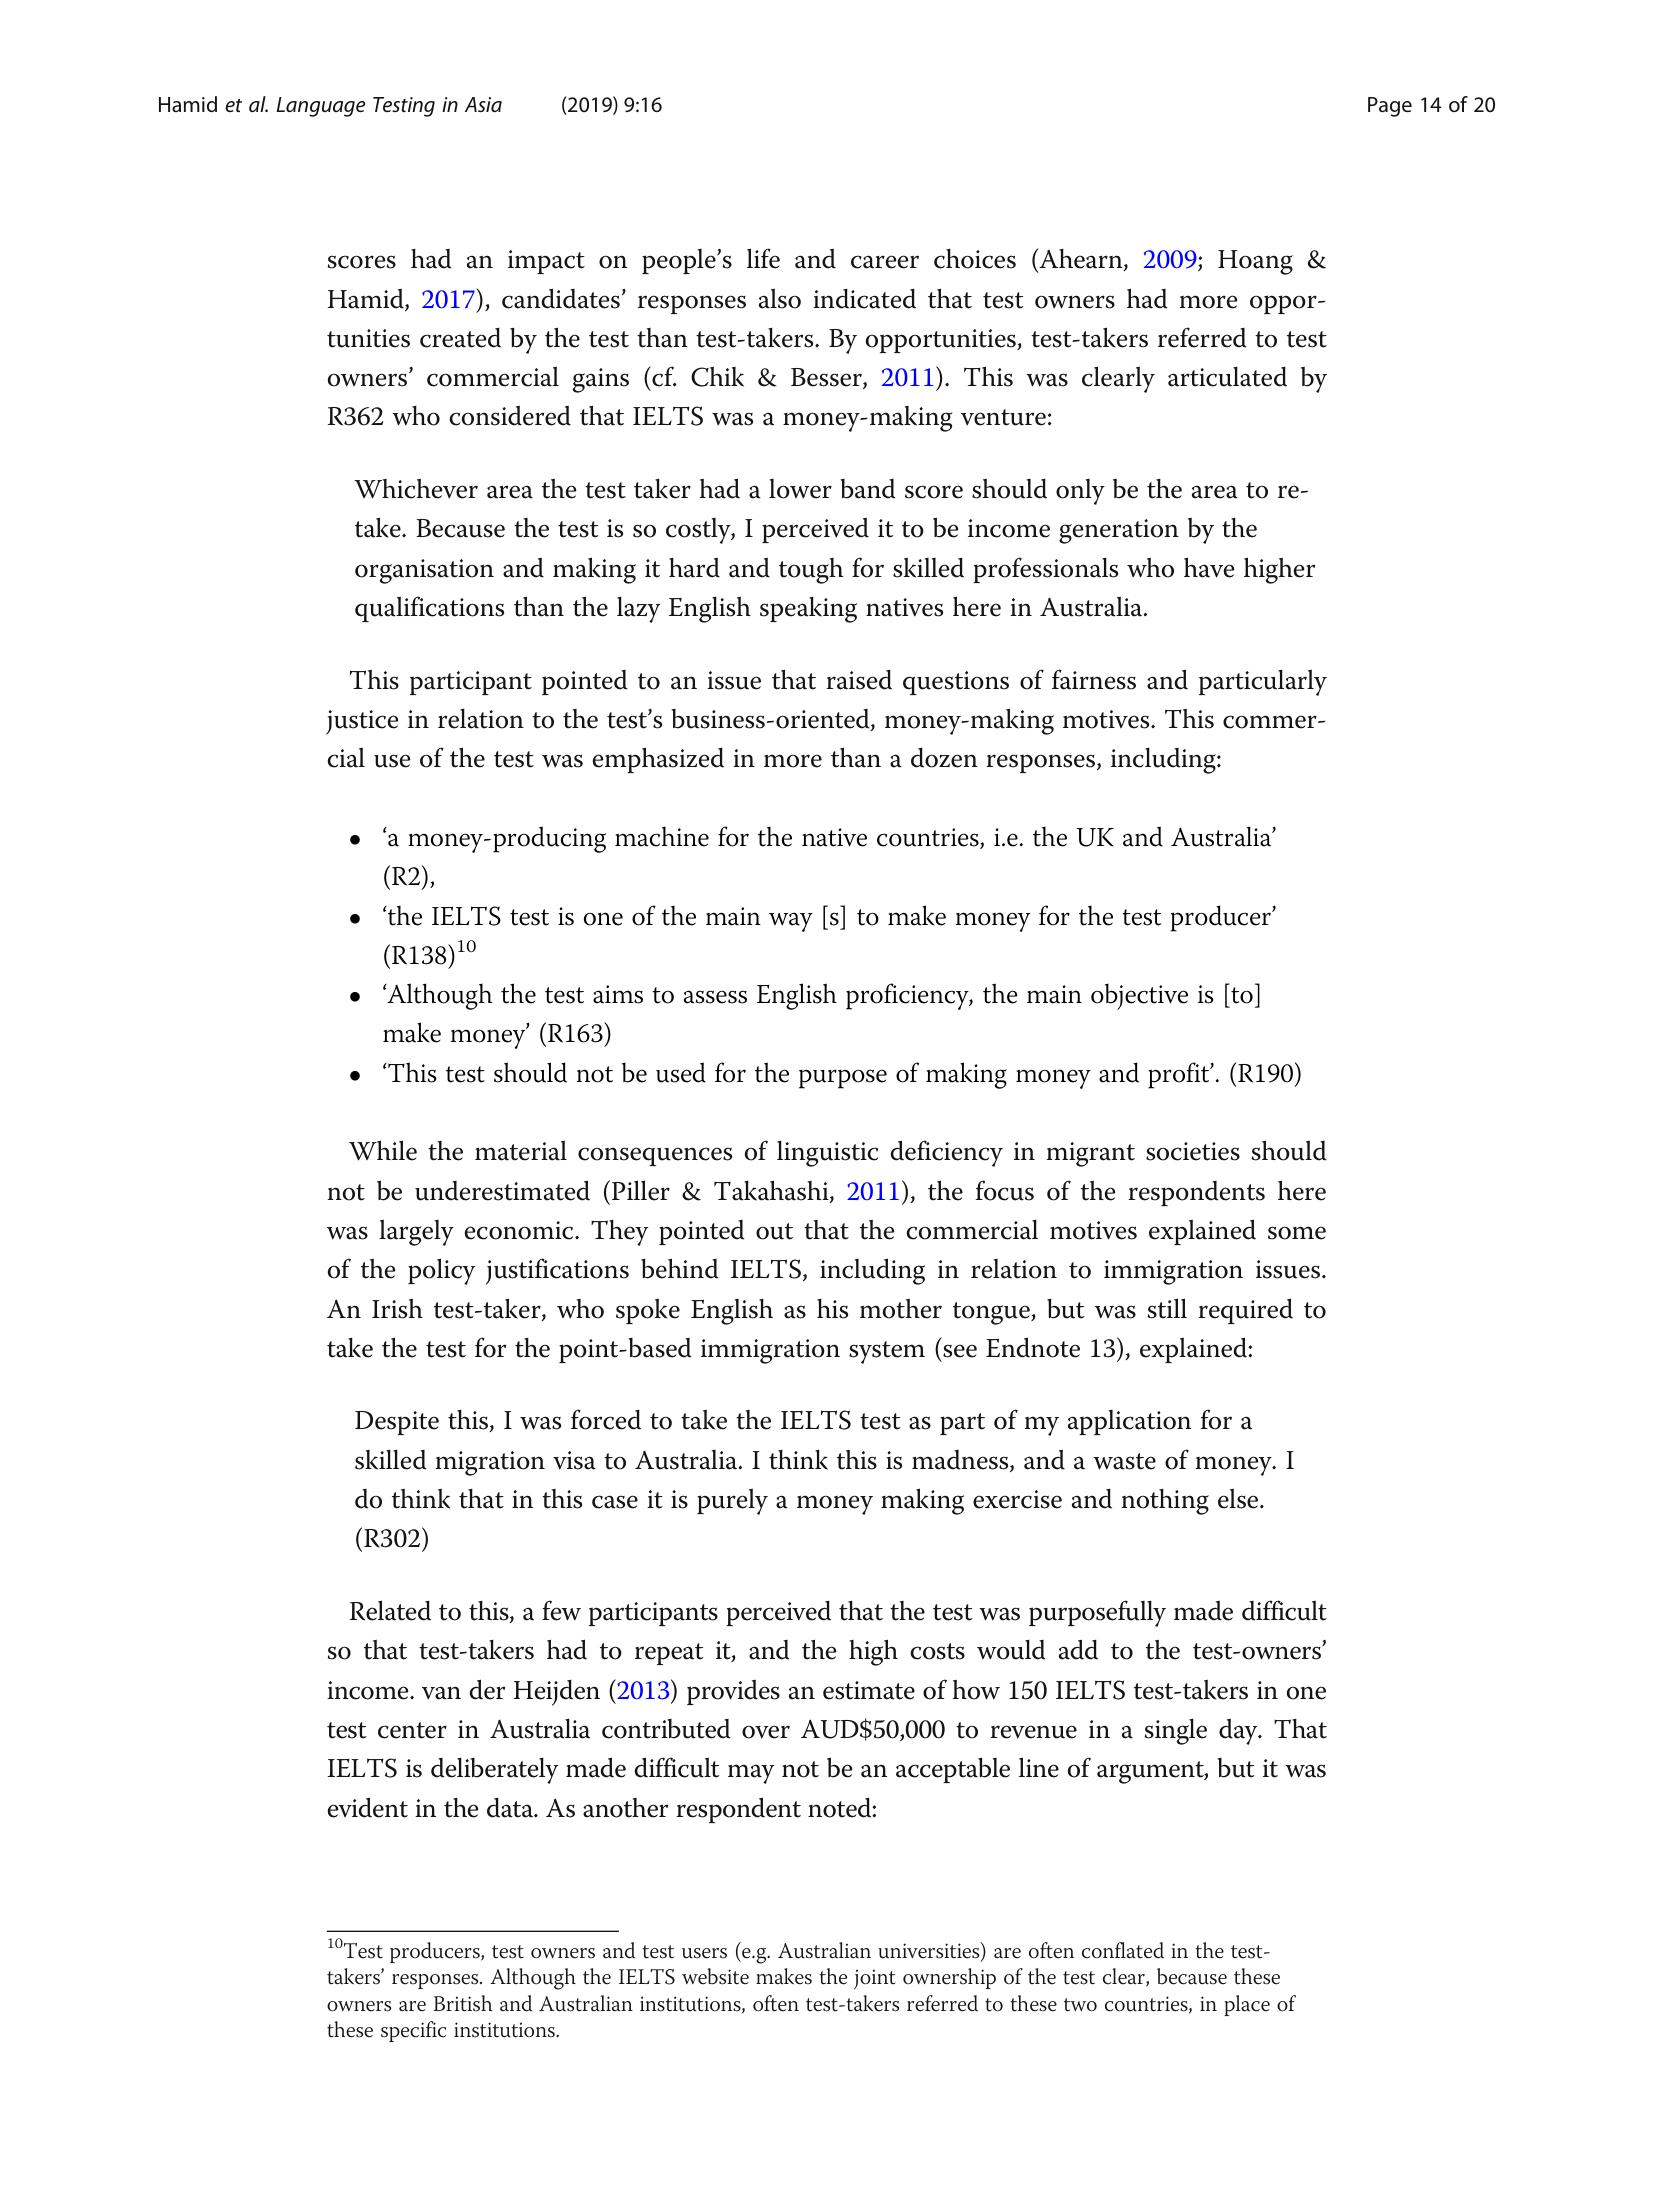 Hamid et al. Language Testing in Asia (2019) 9:16 Page 14 of 20
scores had an impact on people’s life and career choices (Ahearn, 2009; Hoang &
Hamid, 2017), candidates’ responses also indicated that test owners had more oppor-
tunities created by the test than test-takers. By opportunities, test-takers referred to test
owners’ commercial gains (cf. Chik & Besser, 2011). This was clearly articulated by
R362 who considered that IELTS was a money-making venture:
Whichever area the test taker had a lower band score should only be the area to re-
take. Because the test is so costly, I perceived it to be income generation by the
organisation and making it hard and tough for skilled professionals who have higher
qualifications than the lazy English speaking natives here in Australia.
This participant pointed to an issue that raised questions of fairness and particularly
justice in relation to the test’s business-oriented, money-making motives. This commer-
cial use of the test was emphasized in more than a dozen responses, including:
• ‘a money-producing machine for the native countries, i.e. the UK and Australia’
(R2),
• ‘the IELTS test is one of the main way [s] to make money for the test producer’
(R138)10
• ‘Although the test aims to assess English proficiency, the main objective is [to]
make money’ (R163)
• ‘This test should not be used for the purpose of making money and profit’. (R190)
While the material consequences of linguistic deficiency in migrant societies should
not be underestimated (Piller & Takahashi, 2011), the focus of the respondents here
was largely economic. They pointed out that the commercial motives explained some
of the policy justifications behind IELTS, including in relation to immigration issues.
An Irish test-taker, who spoke English as his mother tongue, but was still required to
take the test for the point-based immigration system (see Endnote 13), explained:
Despite this, I was forced to take the IELTS test as part of my application for a
skilled migration visa to Australia. I think this is madness, and a waste of money. I
do think that in this case it is purely a money making exercise and nothing else.
(R302)
Related to this, a few participants perceived that the test was purposefully made difficult
so that test-takers had to repeat it, and the high costs would add to the test-owners’
income. van der Heijden (2013) provides an estimate of how 150 IELTS test-takers in one
test center in Australia contributed over AUD$50,000 to revenue in a single day. That
IELTS is deliberately made difficult may not be an acceptable line of argument, but it was
evident in the data. As another respondent noted:
10Test producers, test owners and test users (e.g. Australian universities) are often conflated in the test-
takers’ responses. Although the IELTS website makes the joint ownership of the test clear, because these
owners are British and Australian institutions, often test-takers referred to these two countries, in place of
these specific institutions.